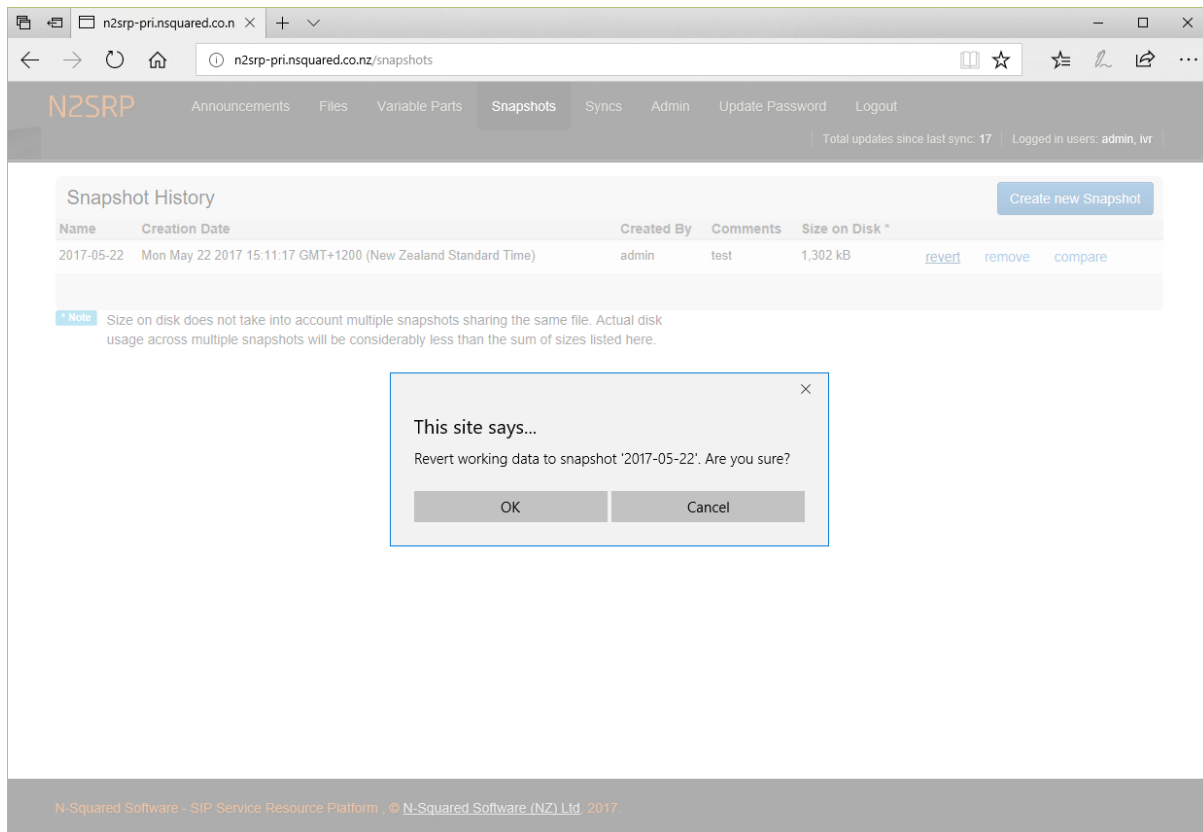 n2srp-pri.nsquared.co.n
n2srp-pri.nsquared.co.nz/snapshots
N2SRP Announcements Files Variable Parts Snapshots Syncs Admin Update Password Logout
Total updates since last sync: 17 Logged in users: admin, ivr
Snapshot History Create new Snapshot
Name Creation Date Created By Comments Size on Disk *
2017-05-22 Mon May 22 2017 15:11:17 GMT+1200 (New Zealand Standard Time) admin test 1,302 kB revert remove compare
* Note Size on disk does not take into account multiple snapshots sharing the same file. Actual disk
usage across multiple snapshots will be considerably less than the sum of sizes listed here.
This site says...
Revert working data to snapshot '2017-05-22'. Are you sure?
OK Cancel
N-Squared Software - SIP Service Resource Platform , © N-Squared Software (NZ) Ltd, 2017.